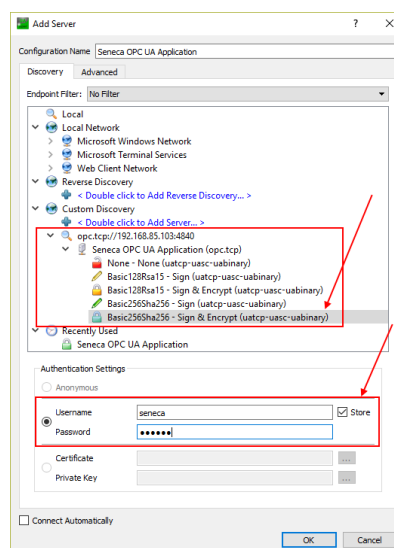 Add Server ? X
Configuration Name Seneca OPC UA Application
Discovery Advanced
Endpoint Filter: No Filter
Local
Local Network
Microsoft Windows Network
Microsoft Terminal Services
Web Client Network
Reverse Discovery
< Double click to Add Reverse Discovery... >
Custom Discovery
< Double click to Add Server... >
opc.tcp://192.168.85.103:4840
Seneca OPC UA Application (opc.tcp)
None - None (uatcp-uasc-uabinary)
Basic128Rsa15 - Sign (uatcp-uasc-uabinary)
Basic128Rsa15 - Sign & Encrypt (uatcp-uasc-uabinary)
Basic256Sha256 - Sign (uatcp-uasc-uabinary)
Basic256Sha256 - Sign & Encrypt (uatcp-uasc-uabinary)
Recently Used
Seneca OPC UA Application
Authentication Settings
Anonymous
Username seneca Store
Password ●●●●●●
Certificate ...
Private Key ...
Connect Automatically
OK Cancel